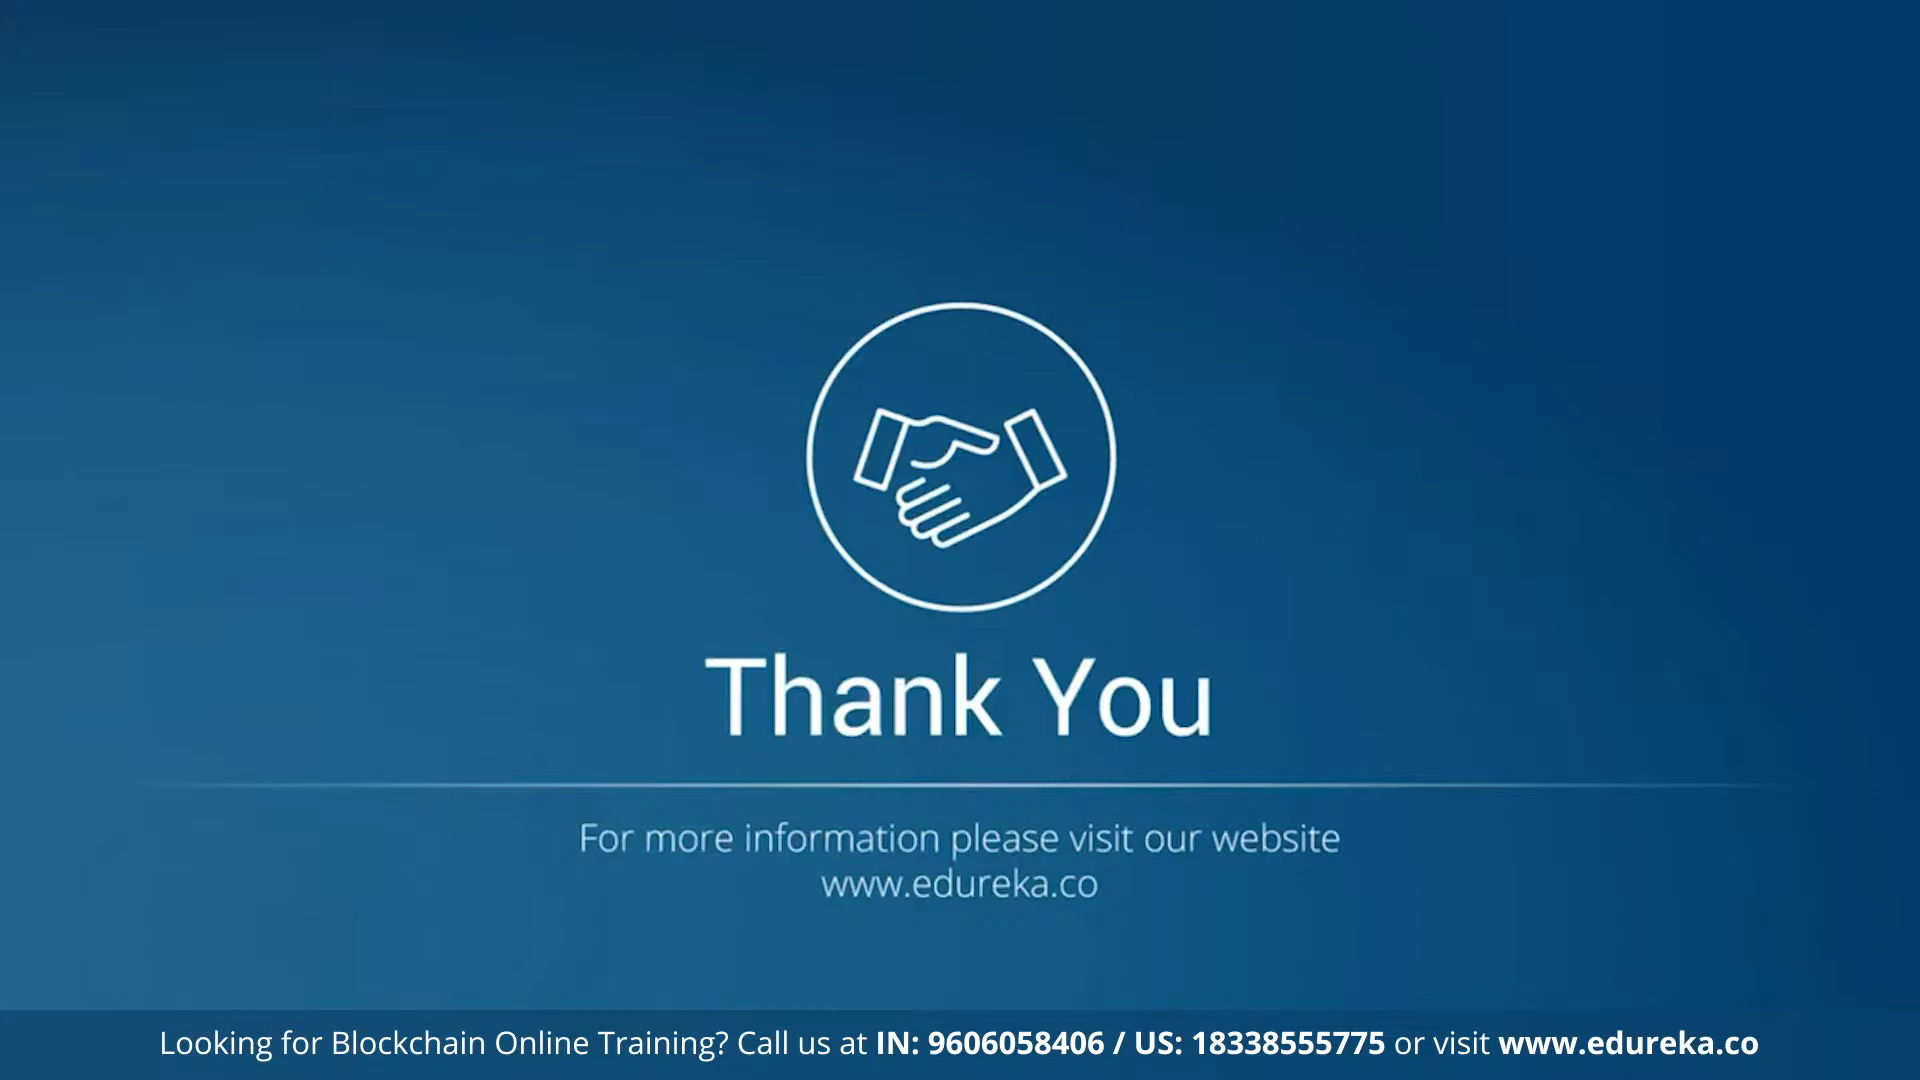 Thank You
For more information please visit our website
www.edureka.co
Looking for Blockchain Online Training? Call us at IN: 9606058406 / US: 18338555775 or visit www.edureka.co